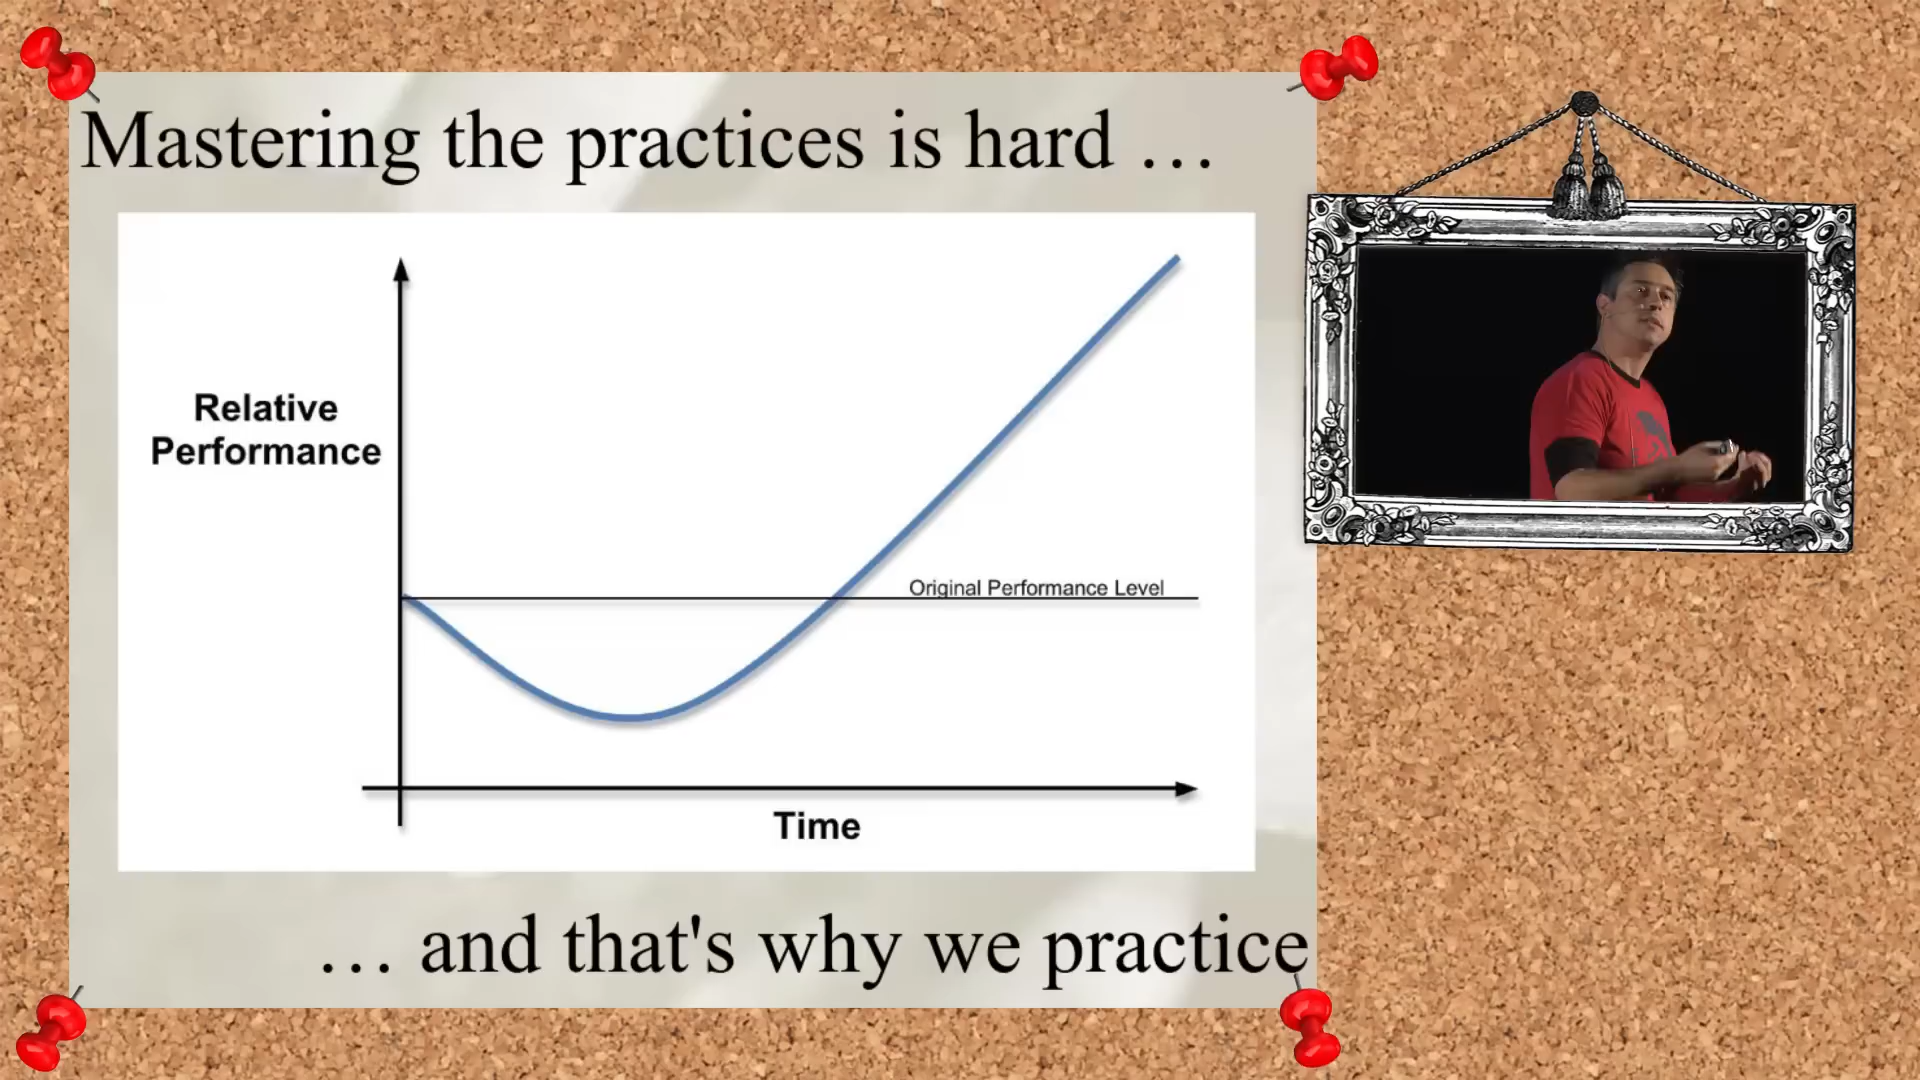 Mastering the practices is hard …
Relative
Performance
Original Performance Level
Time
… and that's why we practice